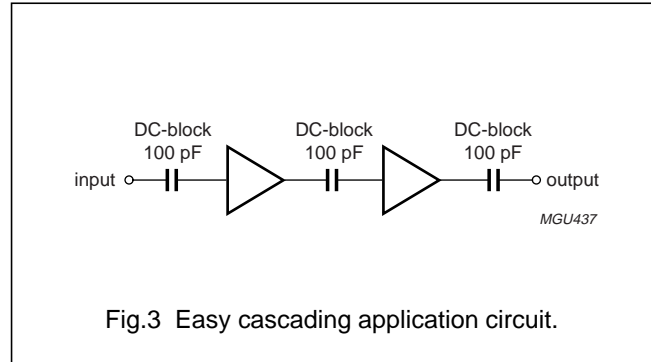 DC-block DC-block DC-block
100 pF 100 pF 100 pF
input output
MGU437
Fig.3 Easy cascading application circuit.